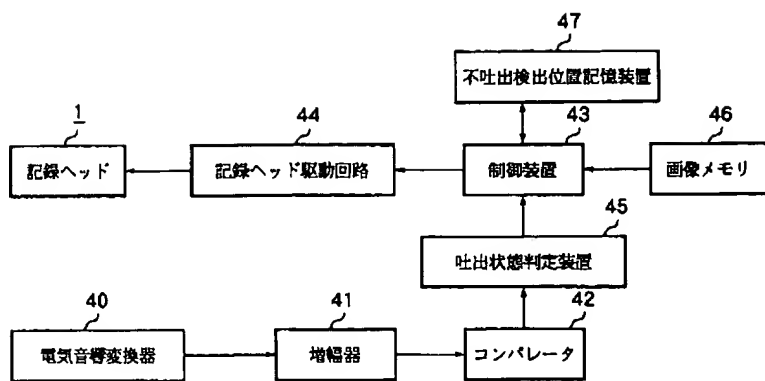 47
不吐出検出位置記憶装置
1
44
43
46
記録ヘッド
記録ヘッド駆動回路
制御装置
画像メモリ
45
吐出状態判定装置
40
41
42
電気音響変換器
増幅器
コンパレータ